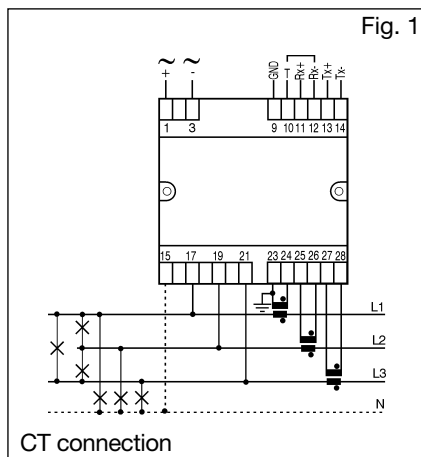 Fig. 1
~ ~
+ -
GND T Rx+ Rx- Tx+ Tx-
1 3 9 10 11 12 13 14
15 17 19 21 23 24 25 26 27 28
L1
L2
L3
N
CT connection